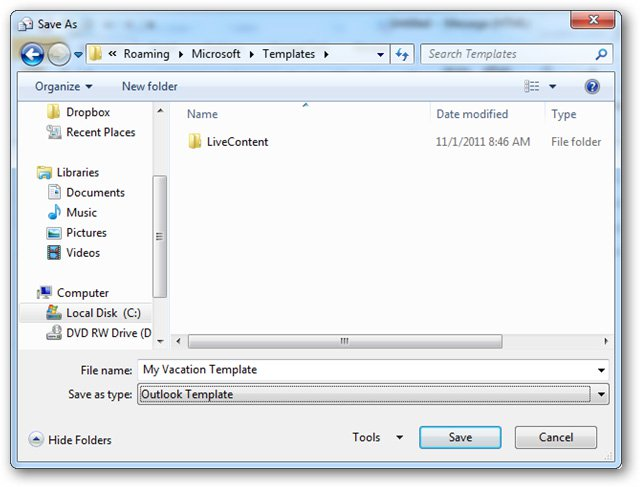 Save As
« Roaming Microsoft Templates
Search Templates
Organize
New folder
Name
Date modified
Type
Dropbox
Recent Places
Libraries
Documents
Music
Pictures
Videos
Computer
Local Disk (C:)
DVD RW Drive (D
LiveContent
11/1/2011 8:46 AM
File folder
File name: My Vacation Template
Save as type: Outlook Template
Hide Folders
Tools
Save
Cancel